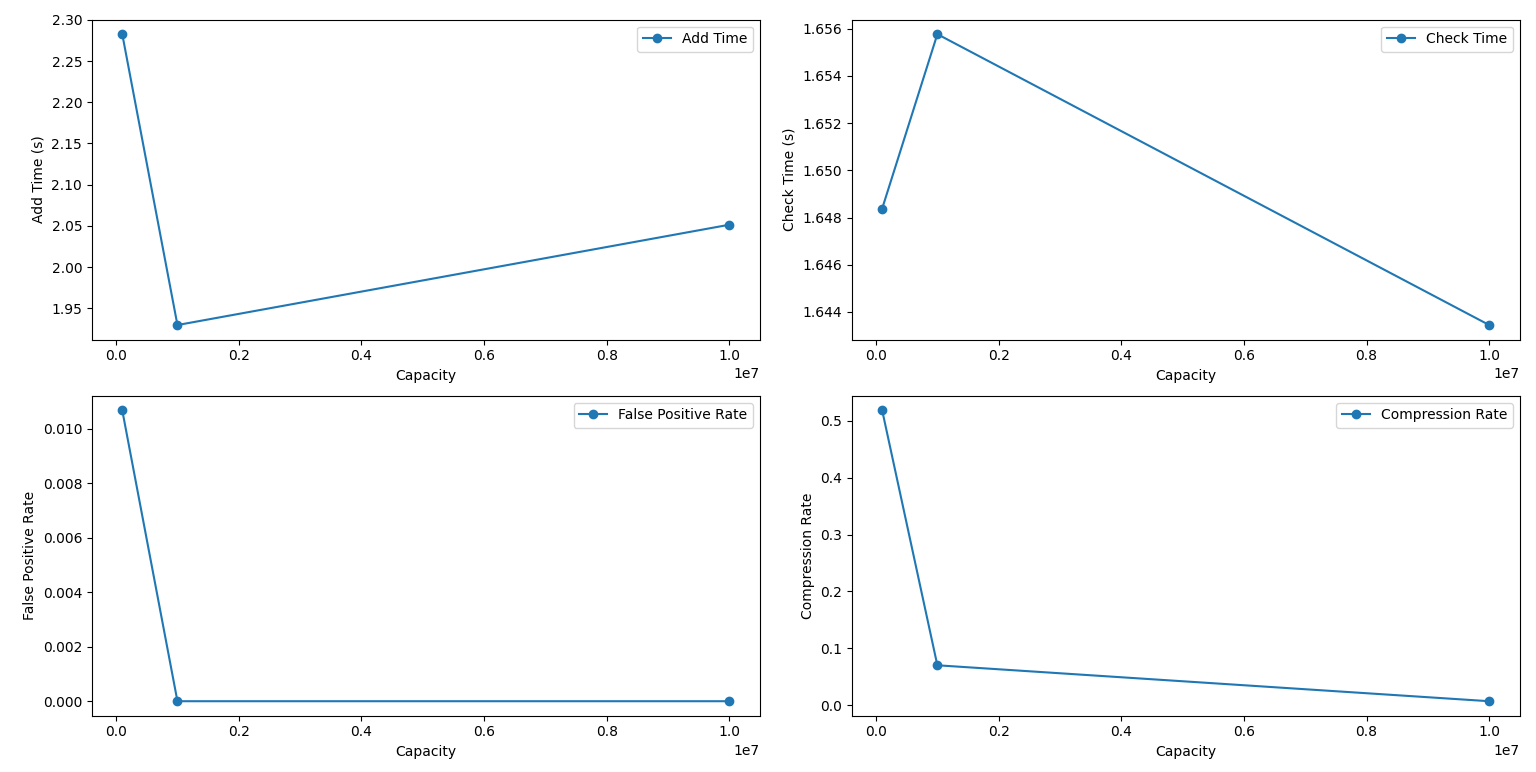 2.30
2.25
2.20
2.15
2.10
2.05
2.00
1.95
Add Time (s)
Add Time
0.0 0.2 0.4 0.6 0.8 1.0
1e7
Capacity
1.656
1.654
1.652
1.650
1.648
1.646
1.644
Check Time (s)
Check Time
0.0 0.2 0.4 0.6 0.8 1.0
1e7
Capacity
0.010
0.008
0.006
0.004
0.002
0.000
False Positive Rate
False Positive Rate
0.0 0.2 0.4 0.6 0.8 1.0
1e7
Capacity
0.5
0.4
0.3
0.2
0.1
0.0
Compression Rate
Compression Rate
0.0 0.2 0.4 0.6 0.8 1.0
1e7
Capacity